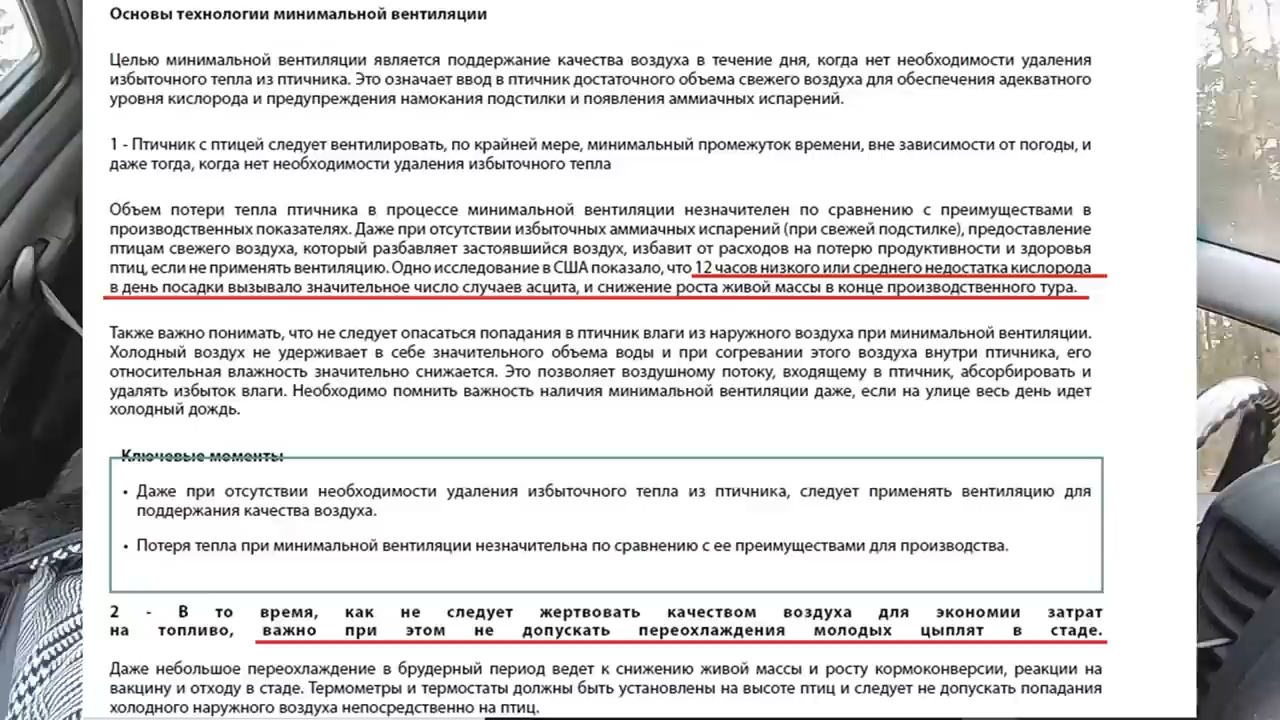 Основы технологии минимальной вентиляции
Целью минимальной вентиляции является поддержание качества воздуха в течение дня, когда нет необходимости удаления
избыточного тепла из птичника. Это означает ввод в птичник достаточного объема свежего воздуха для обеспечения адекватного
уровня кислорода и предупреждения намокания подстилки и появления аммиачных испарений.
1 - Птичник с птицей следует вентилировать, по крайней мере, минимальный промежуток времени, вне зависимости от погоды, и
даже тогда, когда нет необходимости удаления избыточного тепла
Объем потери тепла птичника в процессе минимальной вентиляции незначителен по сравнению с преимуществами в
производственных показателях. Даже при отсутствии избыточных аммиачных испарений (при свежей подстилке), предоставление
птицам свежего воздуха, который разбавляет застоявшийся воздух, избавит от расходов на потерю продуктивности и здоровья
птиц, если не применять вентиляцию. Одно исследование в США показало, что 12 часов низкого или среднего недостатка кислорода
в день посадки вызывало значительное число случаев асцита, и снижение роста живой массы в конце производственного тура.
Также важно понимать, что не следует опасаться попадания в птичник влаги из наружного воздуха при минимальной вентиляции.
Холодный воздух не удерживает в себе значительного объема воды и при согревании этого воздуха внутри птичника, его
относительная влажность значительно снижается. Это позволяет воздушному потоку, входящему в птичник, абсорбировать и
удалять избыток влаги. Необходимо помнить важность наличия минимальной вентиляции даже, если на улице весь день идет
холодный дождь.
Ключевые моменты
• Даже при отсутствии необходимости удаления избыточного тепла из птичника, следует применять вентиляцию для
поддержания качества воздуха.
• Потеря тепла при минимальной вентиляции незначительна по сравнению с ее преимуществами для производства.
2 - В то время, как не следует жертвовать качеством воздуха для экономии затрат
на топливо, важно при этом не допускать переохлаждения молодых цыплят в стаде.
Даже небольшое переохлаждение в брудерный период ведет к снижению живой массы и росту кормоконверсии, реакции на
вакцину и отходу в стаде. Термометры и термостаты должны быть установлены на высоте птиц и следует не допускать попадания
холодного наружного воздуха непосредственно на птиц.